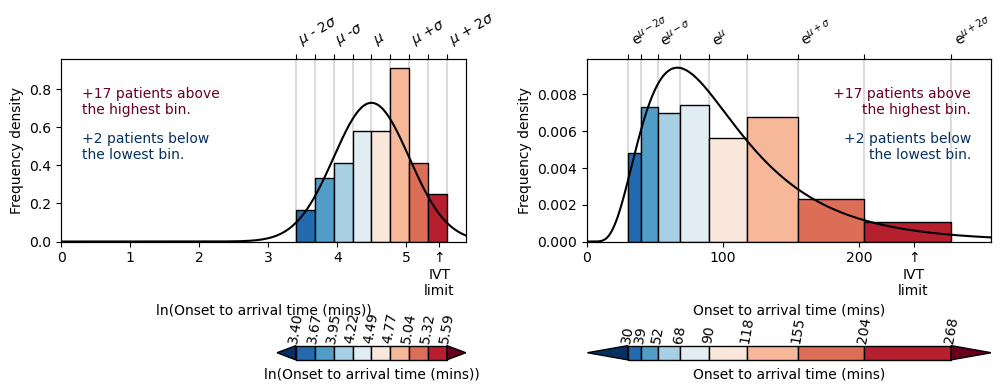 μ - 2σ
μ -σ
μ
μ +σ
μ + 2σ
Frequency density
0.8
0.6
0.4
0.2
0.0
+17 patients above
the highest bin.
+2 patients below
the lowest bin.
0 1 2 3 4 5
↑
IVT
limit
ln(Onset to arrival time (mins))
3.40 3.67 3.95 4.22 4.49 4.77 5.04 5.32 5.59
ln(Onset to arrival time (mins))
e^{μ - 2σ}
e^{μ - σ}
e^{μ}
e^{μ + σ}
e^{μ + 2σ}
Frequency density
0.008
0.006
0.004
0.002
0.000
+17 patients above
the highest bin.
+2 patients below
the lowest bin.
0 100 200
↑
IVT
limit
Onset to arrival time (mins)
30 39 52 68 90 118 155 204 268
Onset to arrival time (mins)